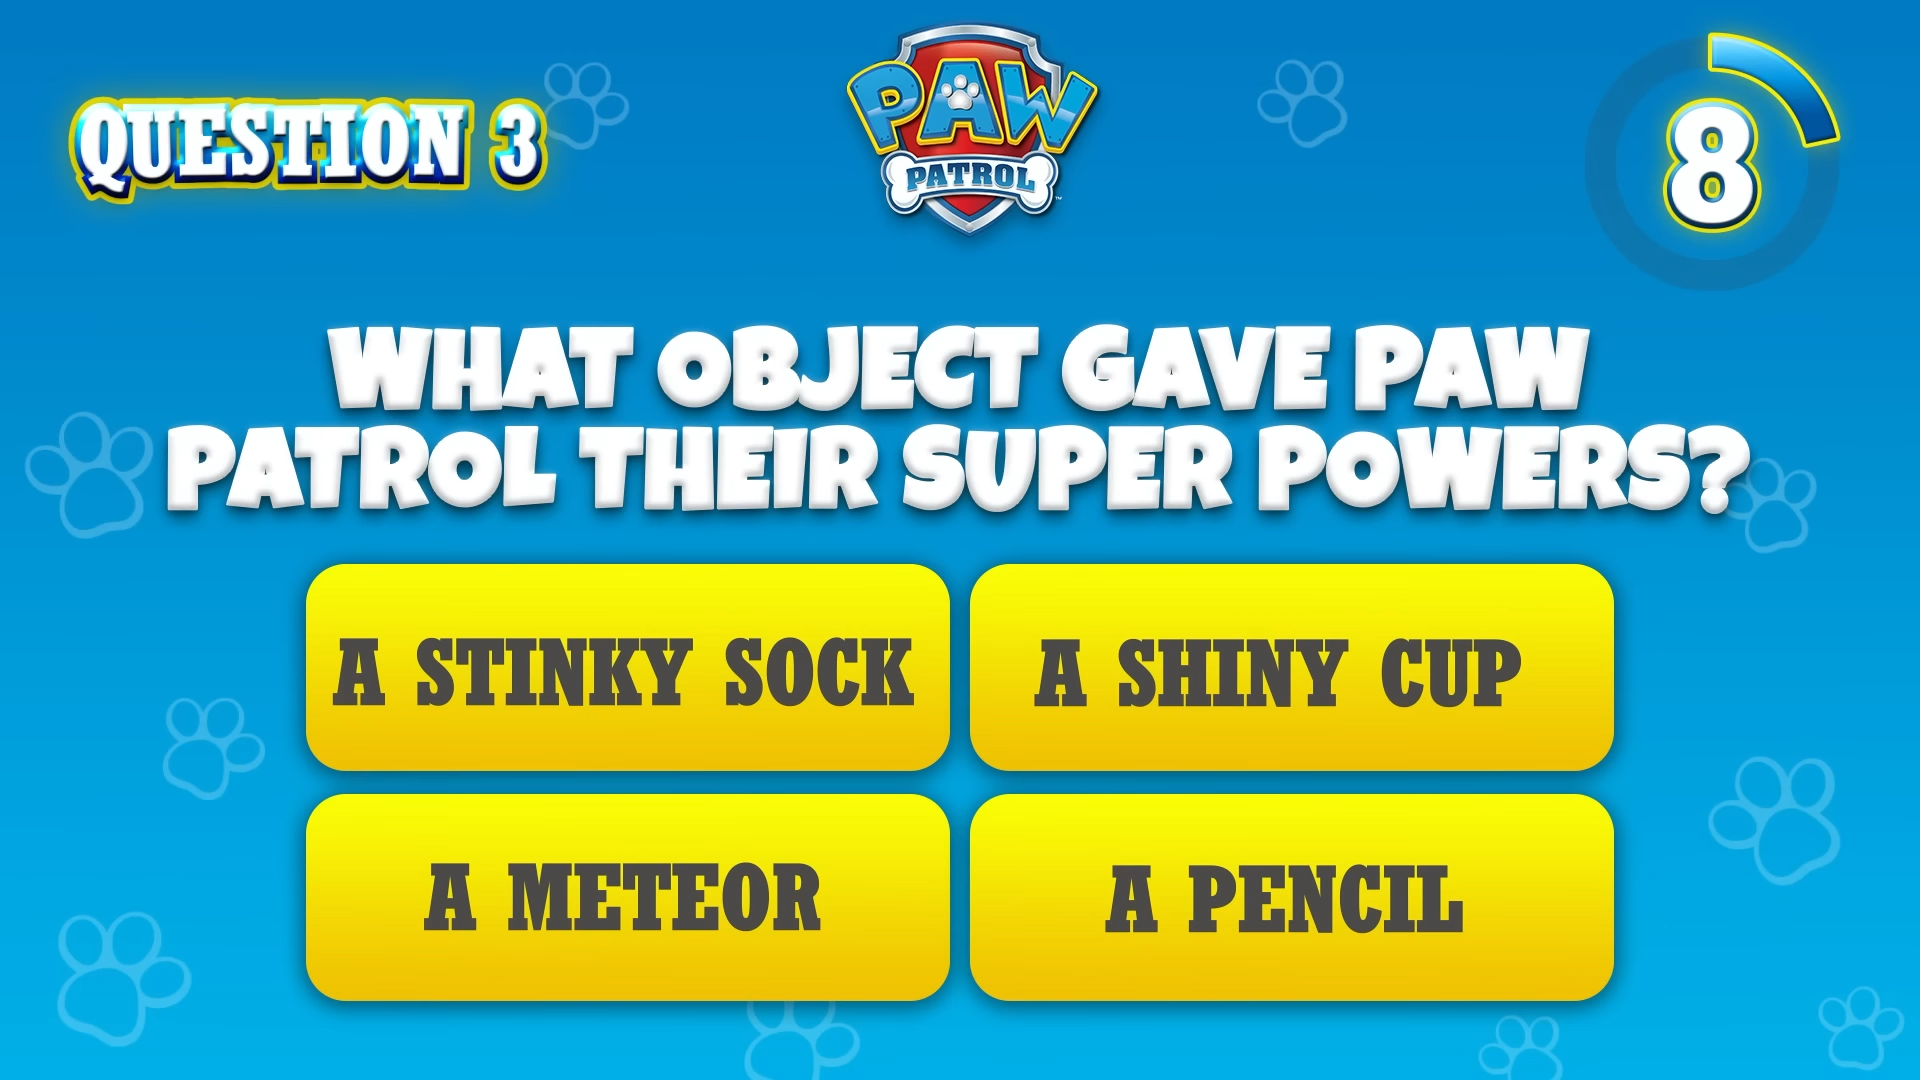 QUESTION 3
PAW
PATROL
8
WHAT OBJECT GAVE PAW
PATROL THEIR SUPER POWERS?
A STINKY SOCK
A SHINY CUP
A METEOR
A PENCIL